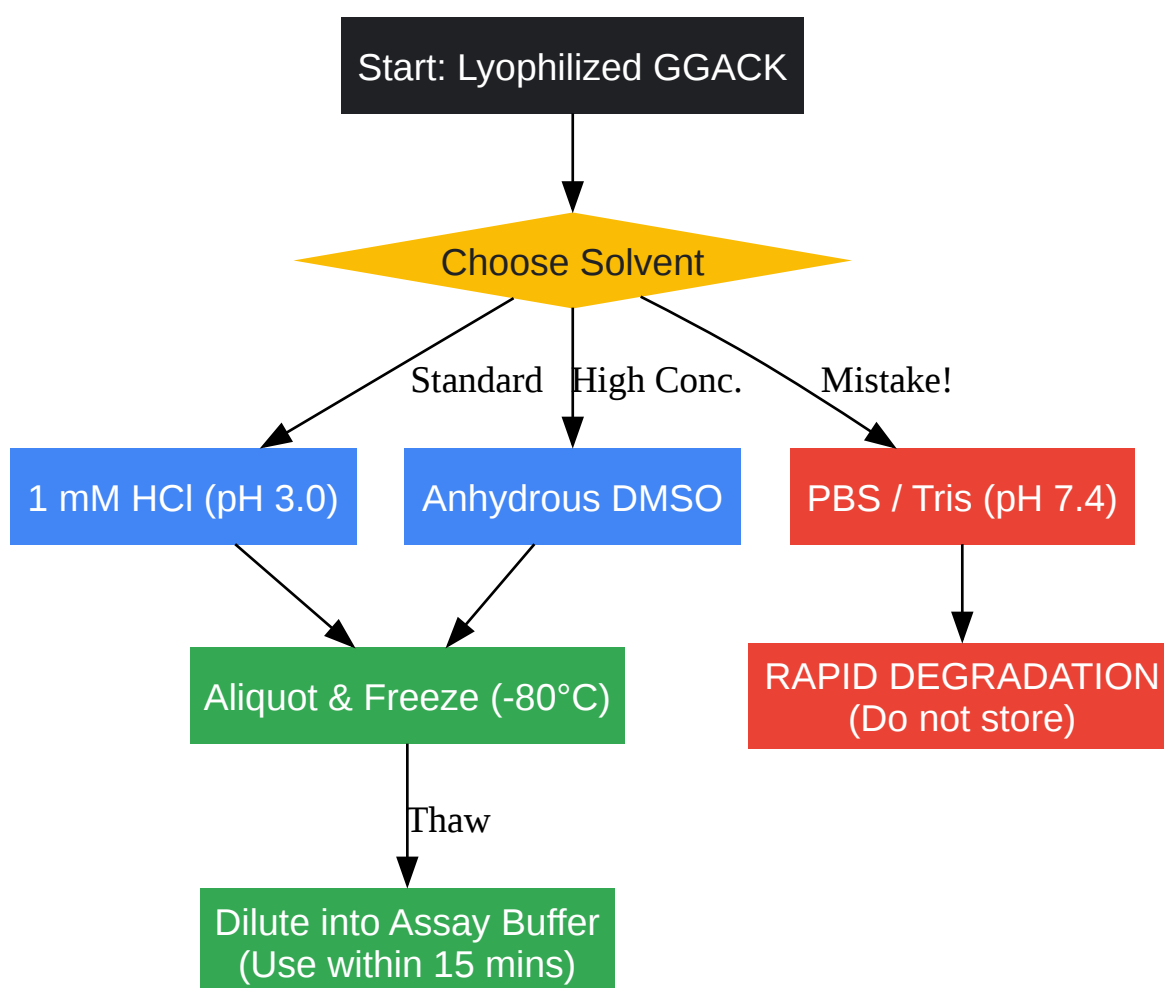 Start: Lyophilized GGACK
Choose Solvent
Standard
High Conc.
Mistake!
1 mM HCl (pH 3.0)
Anhydrous DMSO
PBS / Tris (pH 7.4)
Aliquot & Freeze (-80°C)
RAPID DEGRADATION
(Do not store)
Thaw
Dilute into Assay Buffer
(Use within 15 mins)